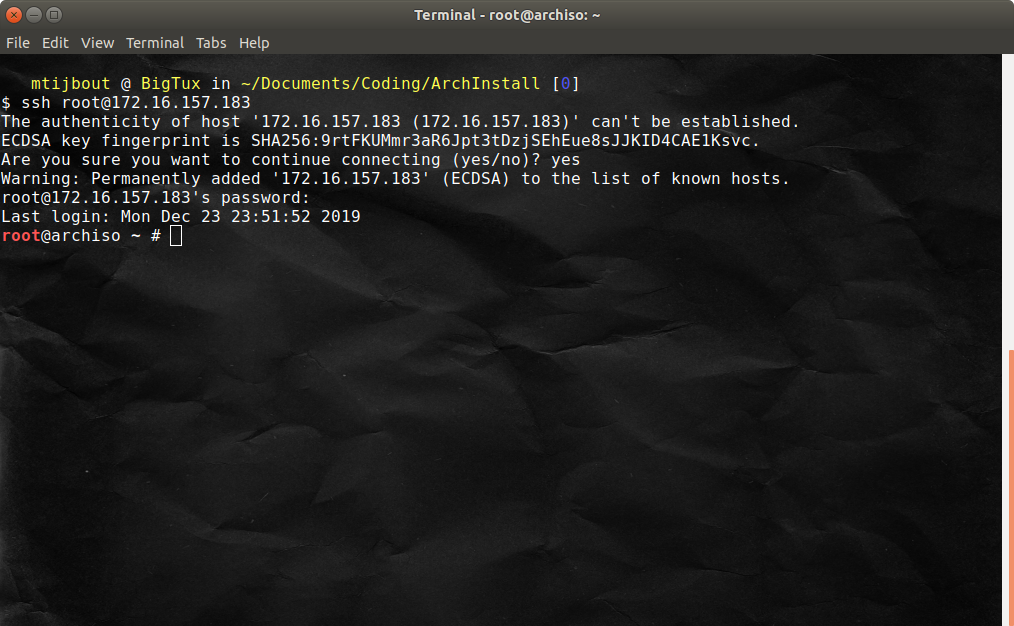 Terminal - root@archiso: ~
File Edit View Terminal Tabs Help
mtijbout @ BigTux in ~/Documents/Coding/ArchInstall [0]
$ ssh root@172.16.157.183
The authenticity of host '172.16.157.183 (172.16.157.183)' can't be established.
ECDSA key fingerprint is SHA256:9rtFKUMmr3aR6Jpt3tDzjSEhEue8sJJKID4CAE1Ksvc.
Are you sure you want to continue connecting (yes/no)? yes
Warning: Permanently added '172.16.157.183' (ECDSA) to the list of known hosts.
root@172.16.157.183's password:
Last login: Mon Dec 23 23:51:52 2019
root@archiso ~ #